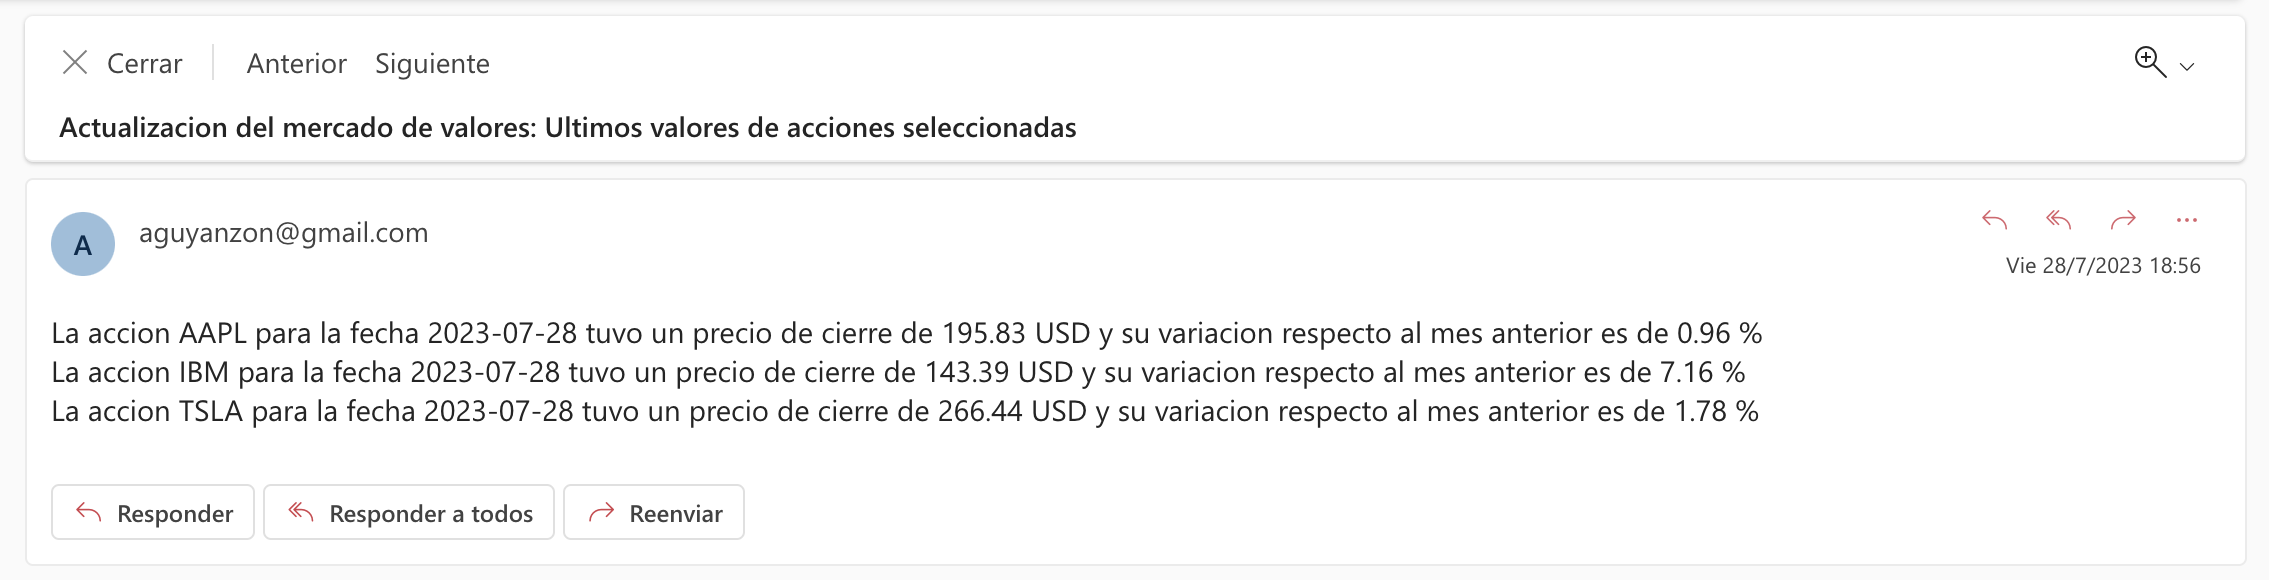 Cerrar Anterior Siguiente
Actualizacion del mercado de valores: Ultimos valores de acciones seleccionadas
A aguyanzon@gmail.com
Vie 28/7/2023 18:56
La accion AAPL para la fecha 2023-07-28 tuvo un precio de cierre de 195.83 USD y su variacion respecto al mes anterior es de 0.96 %
La accion IBM para la fecha 2023-07-28 tuvo un precio de cierre de 143.39 USD y su variacion respecto al mes anterior es de 7.16 %
La accion TSLA para la fecha 2023-07-28 tuvo un precio de cierre de 266.44 USD y su variacion respecto al mes anterior es de 1.78 %
Responder Responder a todos Reenviar